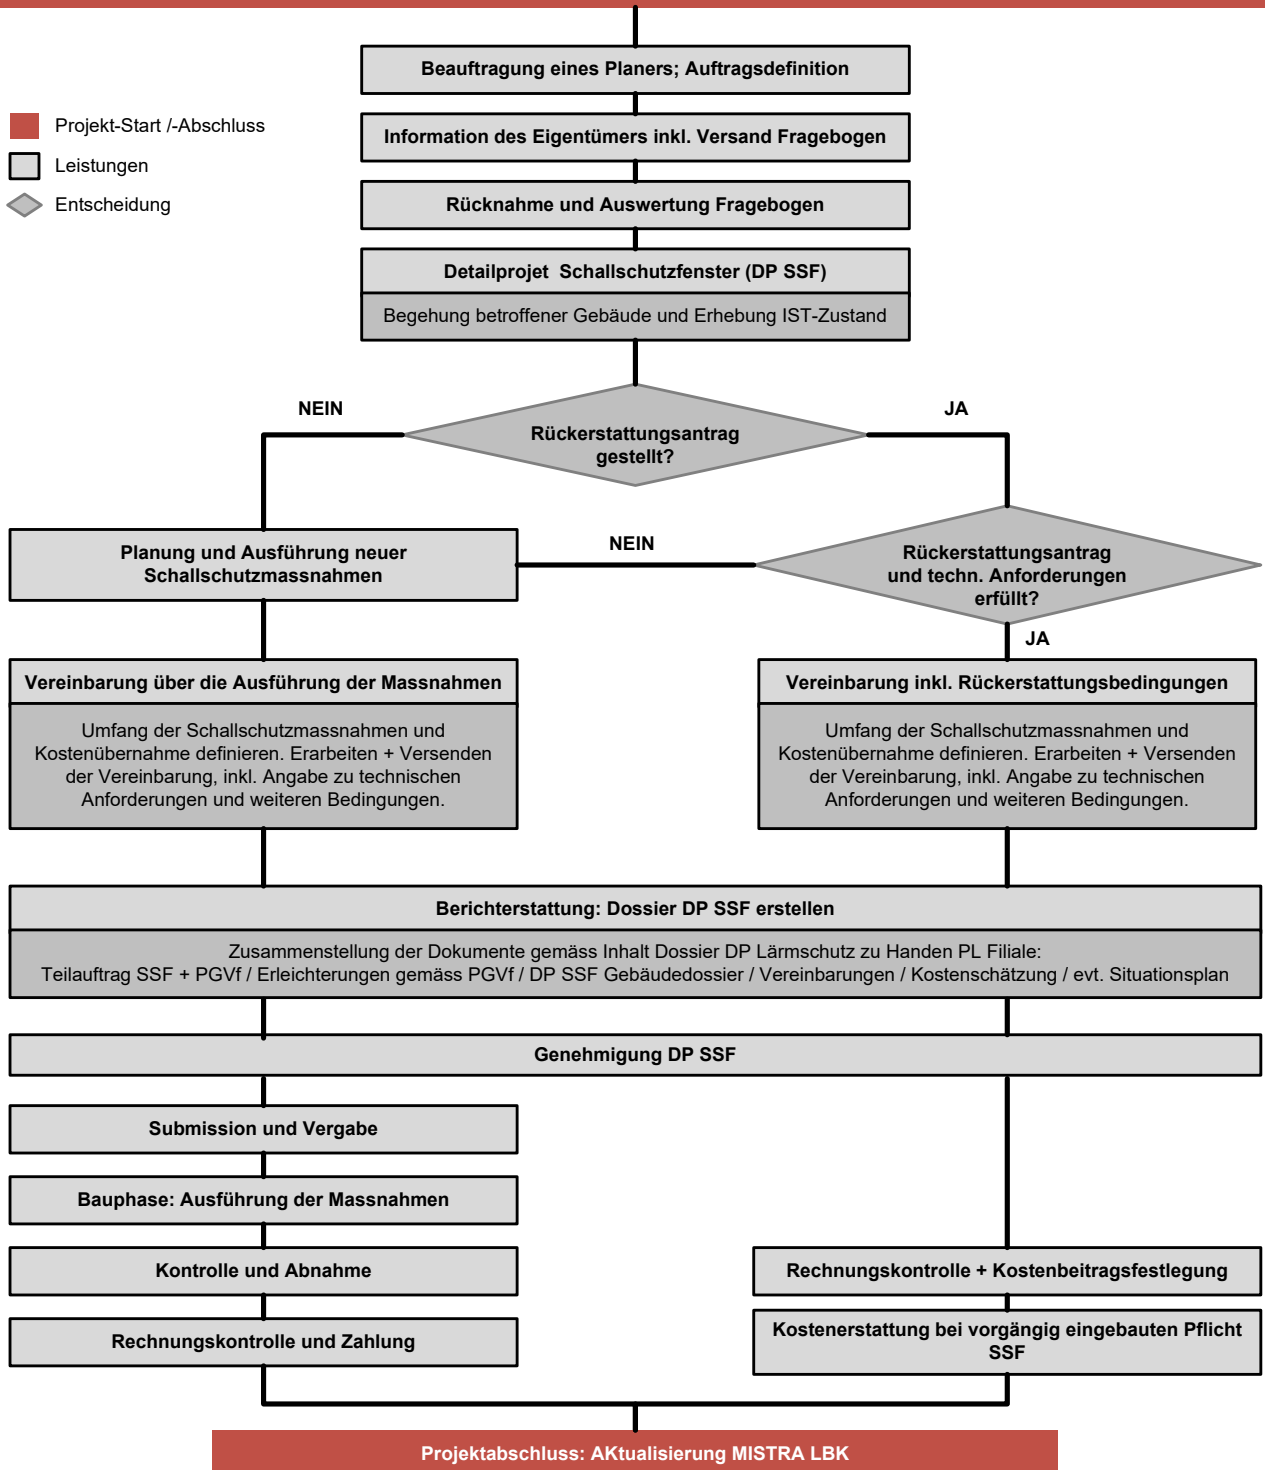 Beauftragung eines Planers; Auftragsdefinition
Projekt-Start /-Abschluss
Leistungen
Entscheidung
Information des Eigentümers inkl. Versand Fragebogen
Rücknahme und Auswertung Fragebogen
Detailprojet  Schallschutzfenster (DP SSF)
Begehung betroffener Gebäude und Erhebung IST-Zustand
NEIN
JA
Rückerstattungsantrag
gestellt?
Planung und Ausführung neuer
Schallschutzmassnahmen
NEIN
Rückerstattungsantrag
und techn. Anforderungen
erfüllt?
JA
Vereinbarung über die Ausführung der Massnahmen
Umfang der Schallschutzmassnahmen und
Kostenübernahme definieren. Erarbeiten + Versenden
der Vereinbarung, inkl. Angabe zu technischen
Anforderungen und weiteren Bedingungen.
Vereinbarung inkl. Rückerstattungsbedingungen
Umfang der Schallschutzmassnahmen und
Kostenübernahme definieren. Erarbeiten + Versenden
der Vereinbarung, inkl. Angabe zu technischen
Anforderungen und weiteren Bedingungen.
Berichterstattung: Dossier DP SSF erstellen
Zusammenstellung der Dokumente gemäss Inhalt Dossier DP Lärmschutz zu Handen PL Filiale:
Teilauftrag SSF + PGVf / Erleichterungen gemäss PGVf / DP SSF Gebäudedossier / Vereinbarungen / Kostenschätzung / evt. Situationsplan
Genehmigung DP SSF
Submission und Vergabe
Bauphase: Ausführung der Massnahmen
Kontrolle und Abnahme
Rechnungskontrolle und Zahlung
Rechnungskontrolle + Kostenbeitragsfestlegung
Kostenerstattung bei vorgängig eingebauten Pflicht
SSF
Projektabschluss: AKtualisierung MISTRA LBK